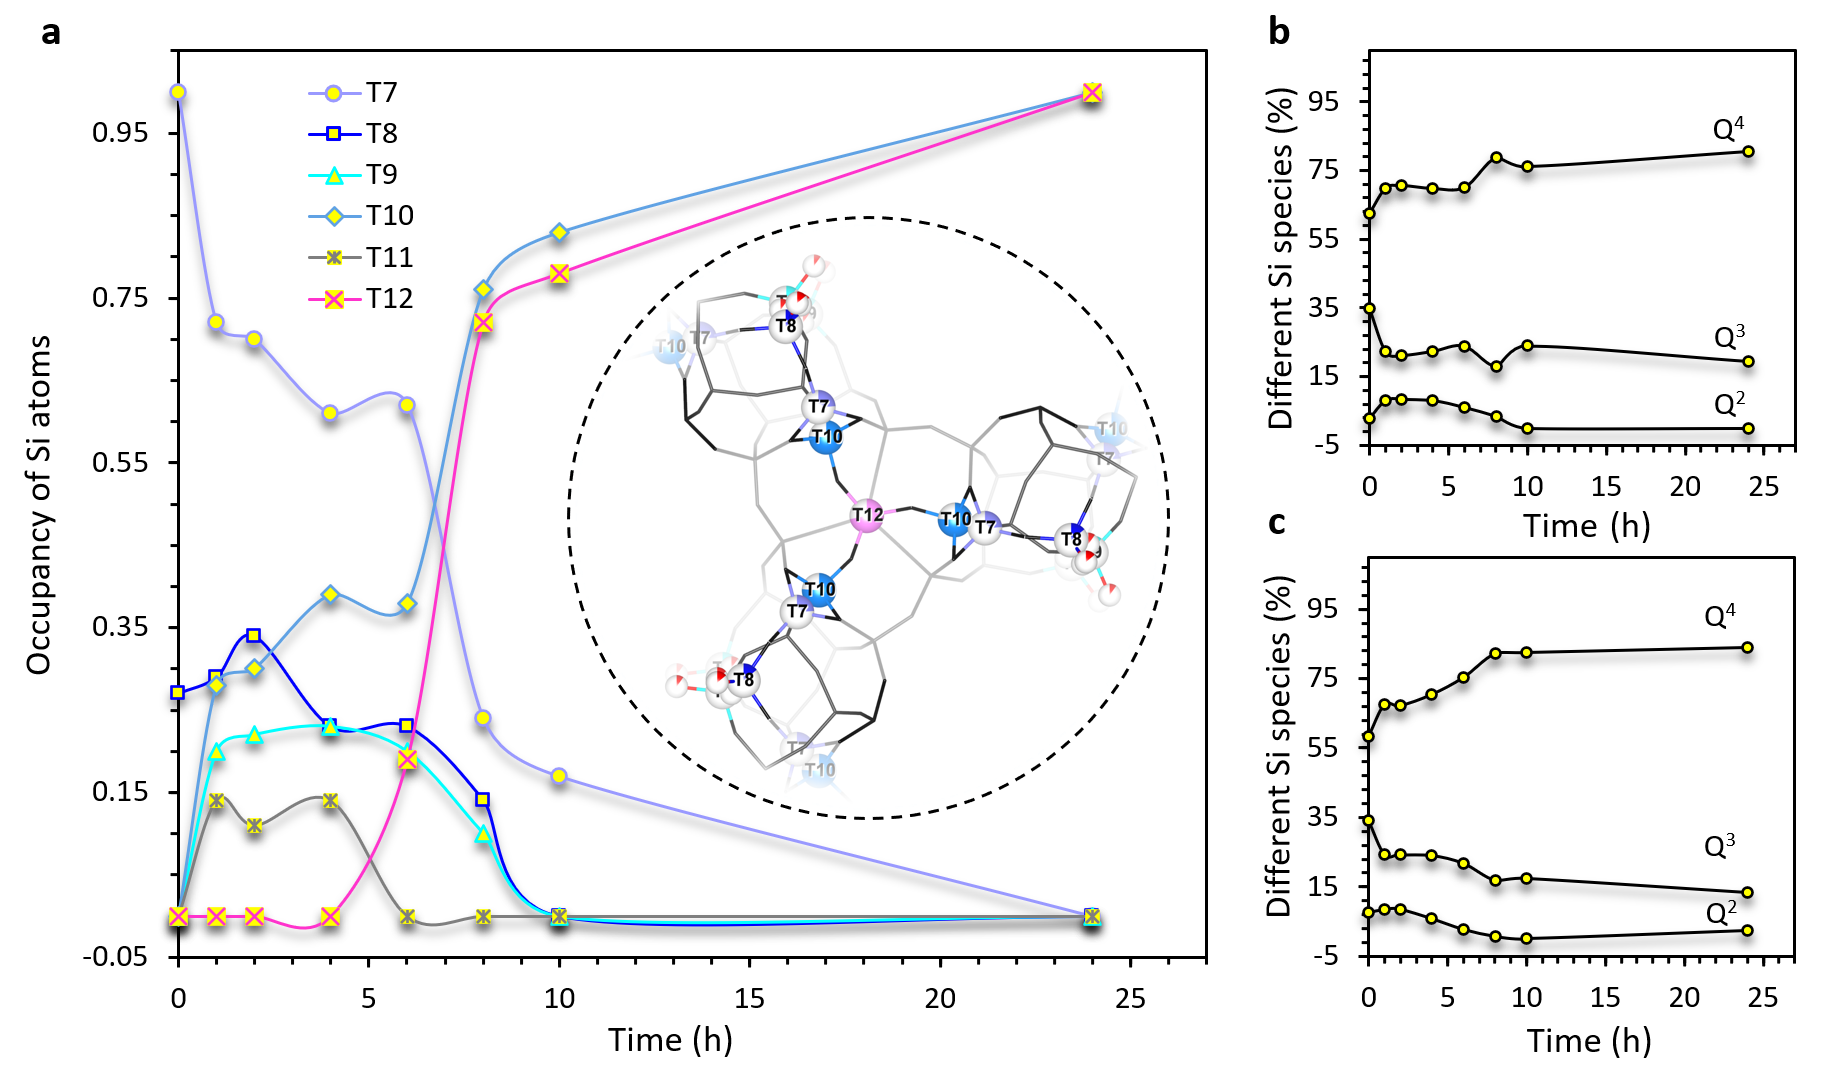 a
Occupancy of Si atoms
0.95
0.75
0.55
0.35
0.15
-0.05
T7
T8
T9
T10
T11
T12
T8
T7
T10
T7
T10
T12
T10
T7
T8
9
T10
T7
T10
T7
T8
T7
T10
0
5
10
15
20
25
Time (h)
b
Different Si species (%)
95
75
55
35
15
-5
Q⁴
Q³
Q²
0
5
10
15
20
25
Time (h)
c
Different Si species (%)
95
75
55
35
15
-5
Q⁴
Q³
Q²
0
5
10
15
20
25
Time (h)